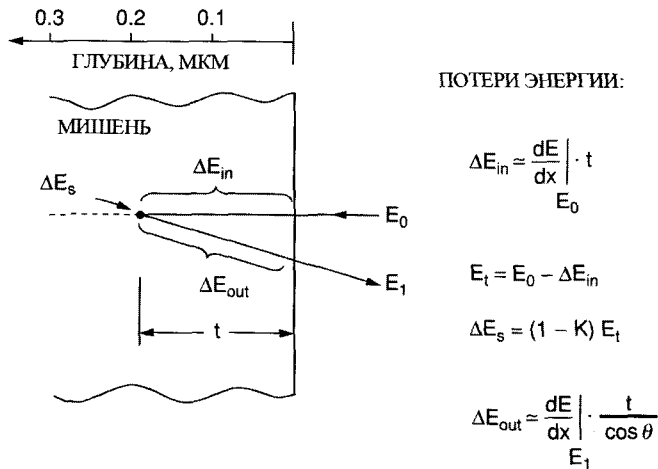 0.3 0.2 0.1
ГЛУБИНА, МКМ
МИШЕНЬ
ΔE_s
ΔE_in
E_0
ΔE_out
E_1
t
ПОТЕРИ ЭНЕРГИИ:
ΔE_in ≃ dE/dx |_E_0 · t
E_t = E_0 − ΔE_in
ΔE_s = (1 − K) E_t
ΔE_out ≃ dE/dx |_E_1 · t/cos θ